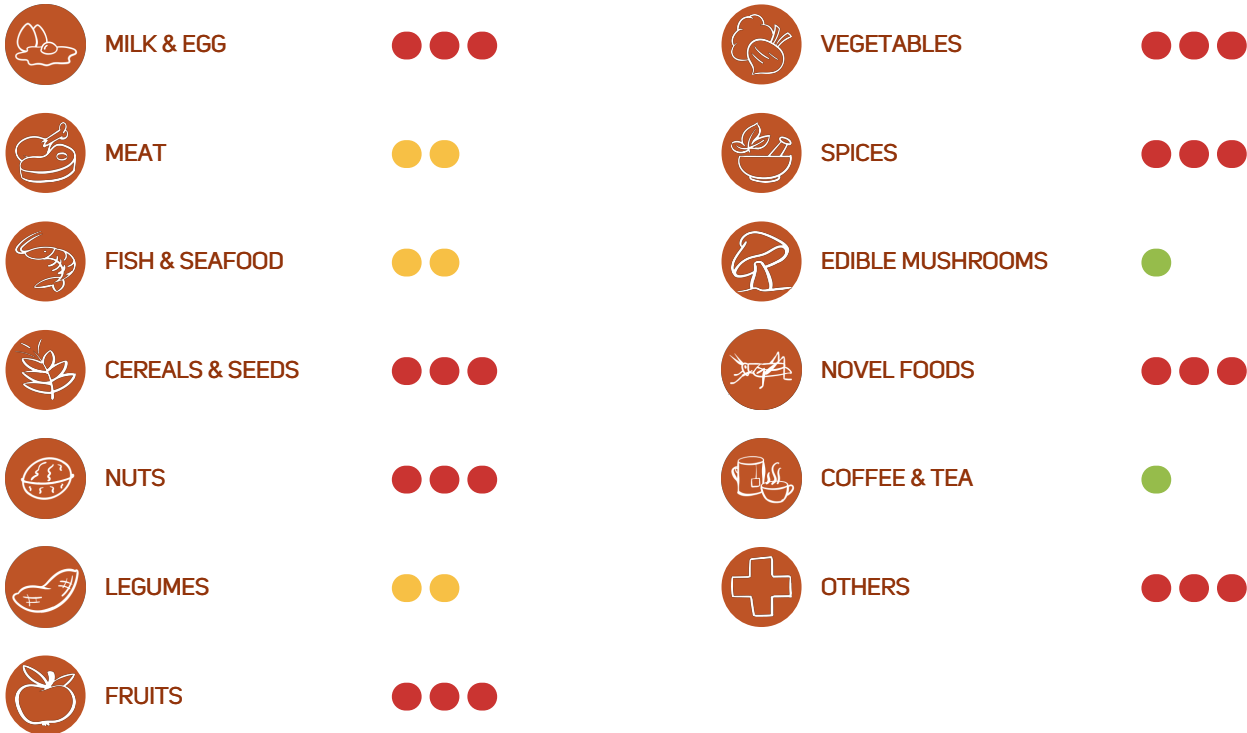 MILK & EGG
MEAT
FISH & SEAFOOD
CEREALS & SEEDS
NUTS
LEGUMES
FRUITS
VEGETABLES
SPICES
EDIBLE MUSHROOMS
NOVEL FOODS
COFFEE & TEA
OTHERS